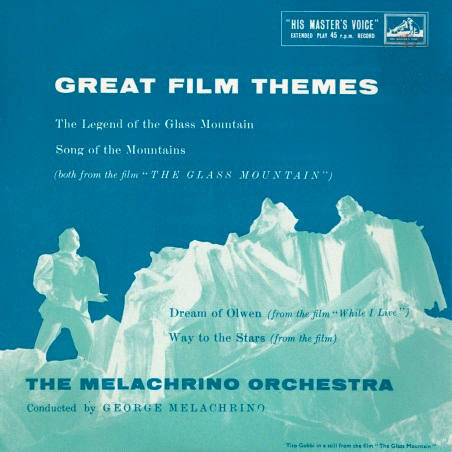 "HIS MASTER'S VOICE"
EXTENDED PLAY 45 r.p.m. RECORD
GREAT FILM THEMES
The Legend of the Glass Mountain
Song of the Mountains
(both from the film "THE GLASS MOUNTAIN")
Dream of Olwen (from the film "While I Live")
Way to the Stars (from the film)
THE MELACHRINO ORCHESTRA
Conducted by GEORGE MELACHRINO
Tito Gobbi in a still from the film "The Glass Mountain"